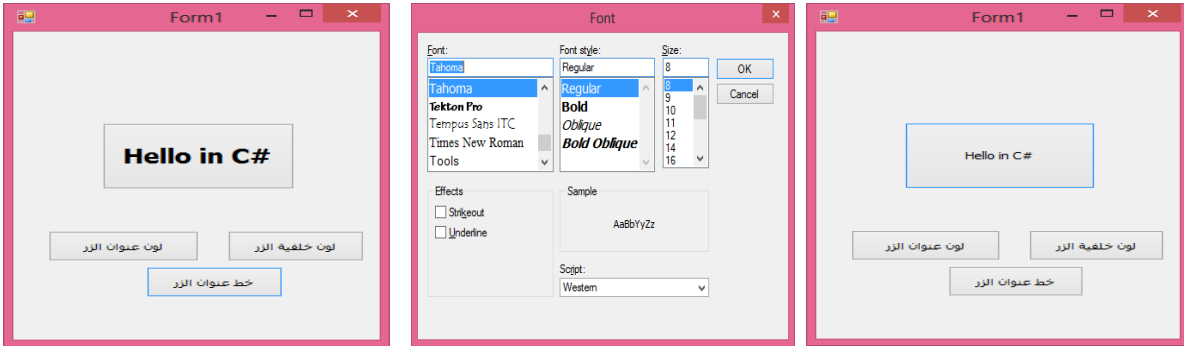 Form1
Hello in C#
لون عنوان الزر
لون خلفية الزر
خط عنوان الزر
Font
Font:
Font style:
Size:
Tahoma
Regular
8
OK
Cancel
Tahoma
Tekton Pro
Tempus Sans ITC
Times New Roman
Tools
Regular
Bold
Oblique
Bold Oblique
8
9
10
11
12
14
16
Effects
Strikeout
Underline
Sample
AaBbYyZz
Script:
Western
Form1
Hello in C#
لون عنوان الزر
لون خلفية الزر
خط عنوان الزر